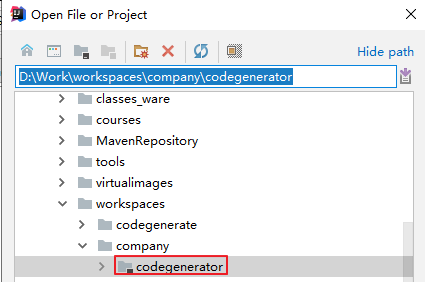 Open File or Project
Hide path
D:\Work\workspaces\company\codegenerator
classes_ware
courses
MavenRepository
tools
virtualimages
workspaces
codegenerate
company
codegenerator